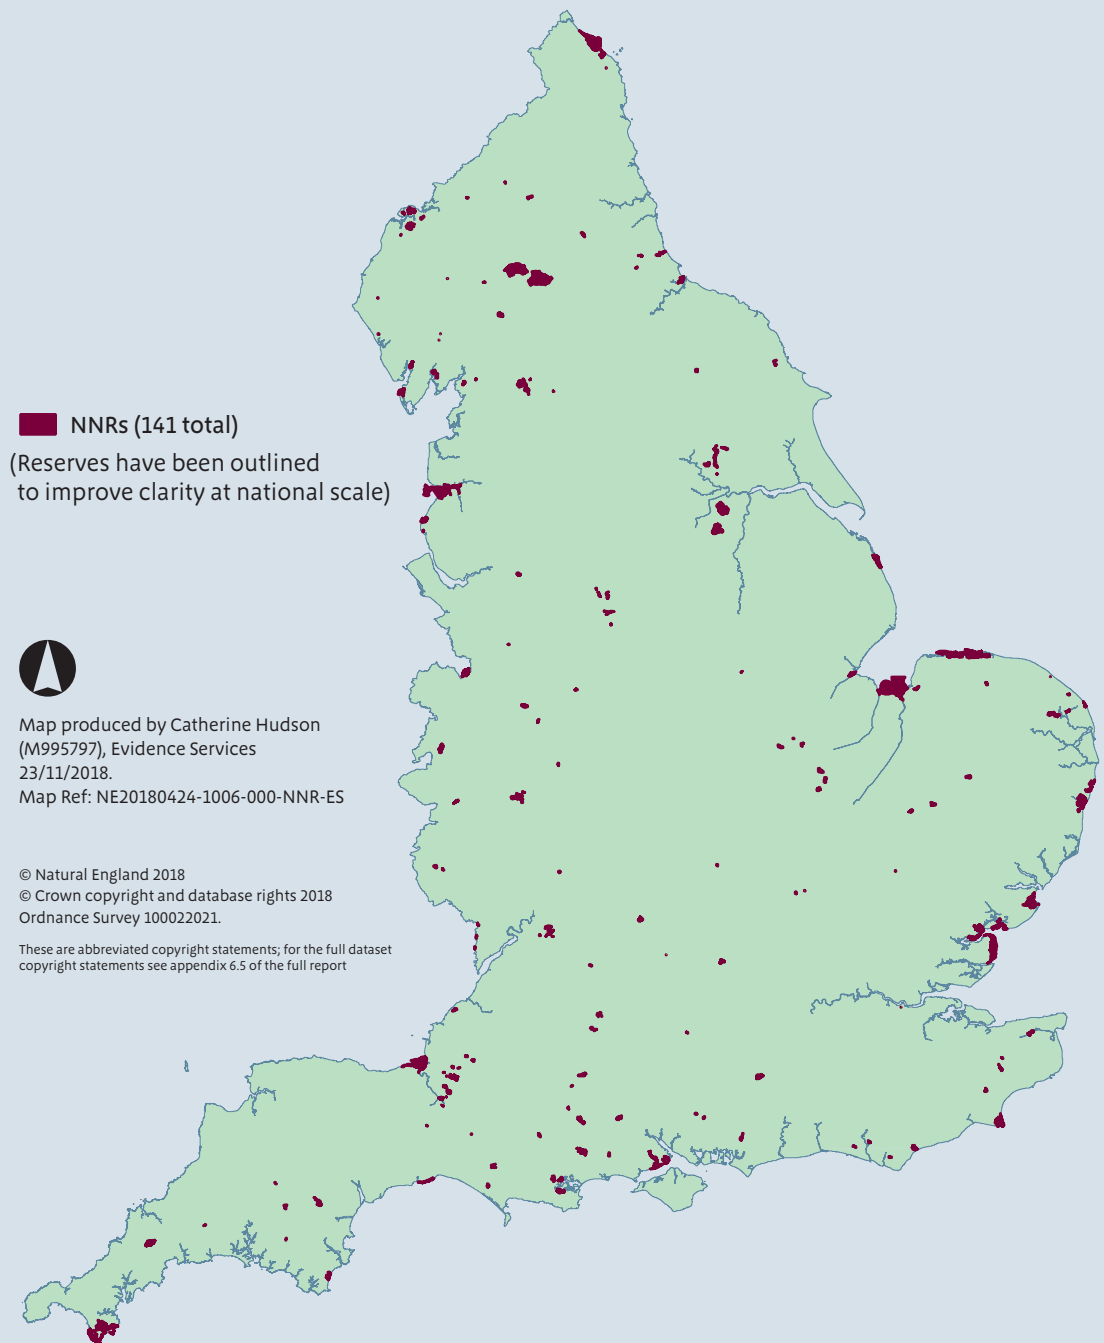 NNRs (141 total)
(Reserves have been outlined
to improve clarity at national scale)
Map produced by Catherine Hudson
(M995797), Evidence Services
23/11/2018.
Map Ref: NE20180424-1006-000-NNR-ES
© Natural England 2018
© Crown copyright and database rights 2018
Ordnance Survey 100022021.
These are abbreviated copyright statements; for the full dataset
copyright statements see appendix 6.5 of the full report